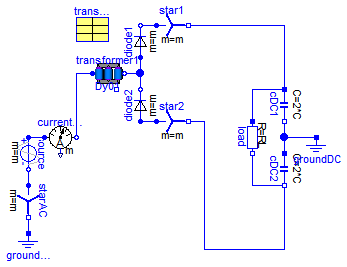 trans...
star1
diode1
m=m
m=m
transformer1
Dy0
current...
A
m
diode2
m=m
star2
m=m
source
m=m
starAC
m=m
ground...
cDC1
C=2*C
load
cDC2
C=2*C
groundDC